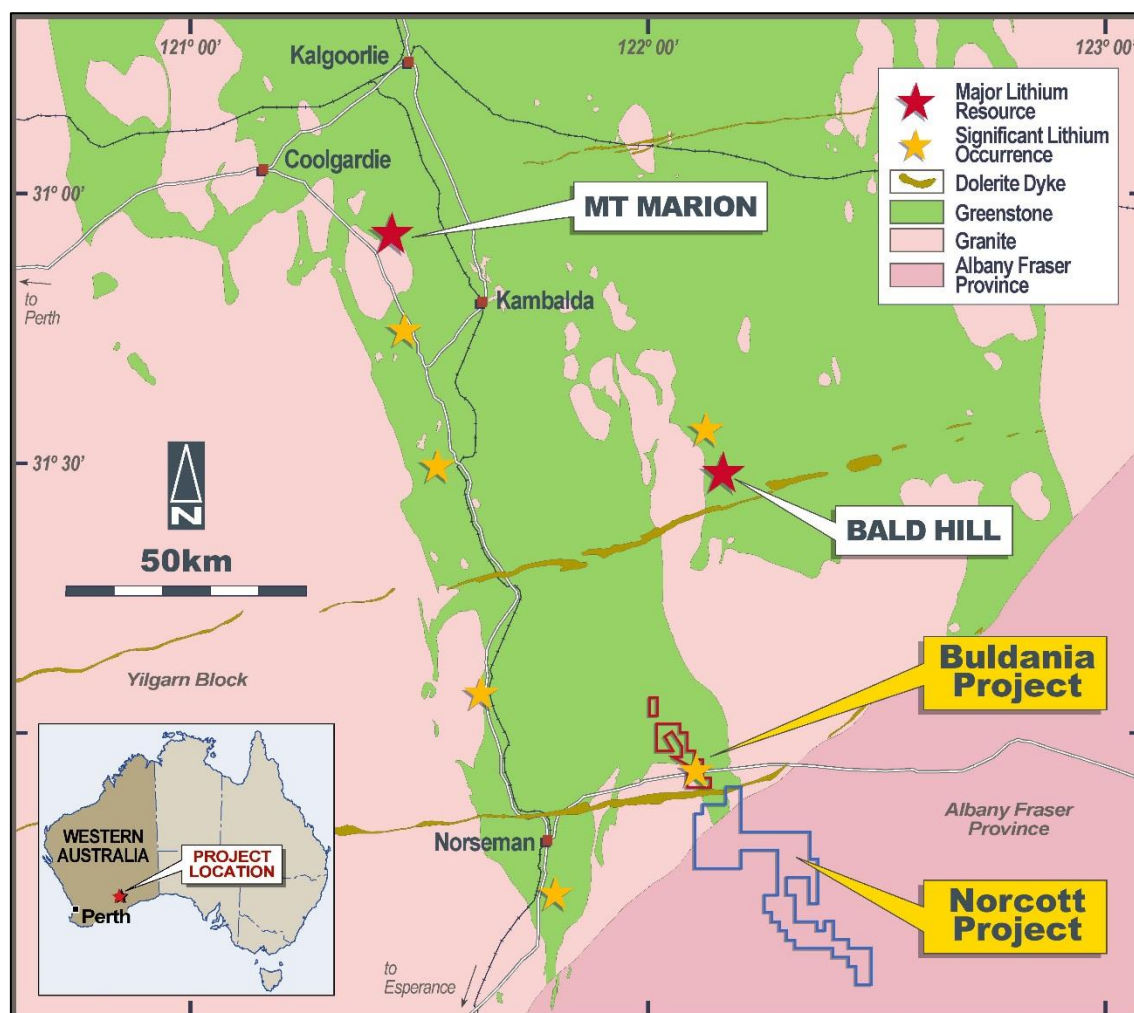 121º 00'
122º 00'
123º 00'
Kalgoorlie
Coolgardie
31º 00'
MT MARION
Major Lithium
Resource
Significant Lithium
Occurrence
Dolerite Dyke
Greenstone
Granite
Albany Fraser
Province
to
Perth
Kambalda
31º 30'
N
50km
BALD HILL
Yilgarn Block
Buldania
Project
Albany Fraser
Province
Norseman
Norcott
Project
to
Esperance
WESTERN
AUSTRALIA
PROJECT
LOCATION
Perth